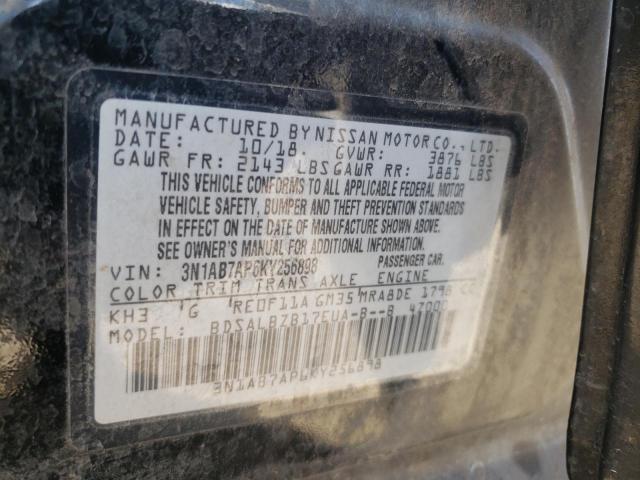 MANUFACTURED BY NISSAN MOTOR CO., LTD.
DATE: 10/18 GVWR: 3876 LBS
GAWR FR: 2143 LBS GAWR RR: 1881 LBS
THIS VEHICLE CONFORMS TO ALL APPLICABLE FEDERAL MOTOR
VEHICLE SAFETY, BUMPER AND THEFT PREVENTION STANDARDS
IN EFFECT ON THE DATE OF MANUFACTURE SHOWN ABOVE.
SEE OWNER'S MANUAL FOR ADDITIONAL INFORMATION.
VIN: 3N1AB7AP6KY256898 PASSENGER CAR.
COLOR TRIM TRANS AXLE ENGINE
KH3 G RE0F11A GM35 MRA8DE 1798 CC
MODEL: BDSALBZB17EUA-B--B 4Z00
3N1AB7AP6KY256898